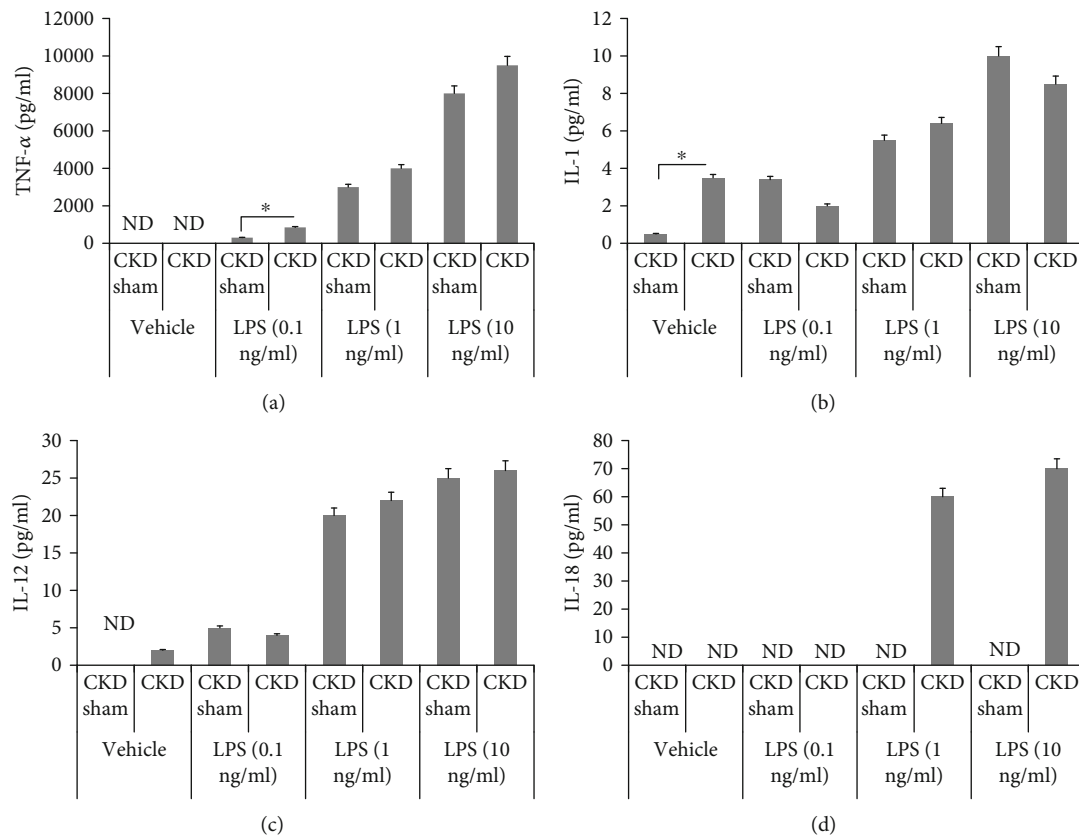 12000
10000
8000
6000
4000
2000
0
TNF-α (pg/ml)
ND ND
*
CKD sham CKD CKD sham CKD CKD sham CKD CKD sham CKD
Vehicle LPS (0.1 ng/ml) LPS (1 ng/ml) LPS (10 ng/ml)
(a)
12
10
8
6
4
2
0
IL-1 (pg/ml)
*
CKD sham CKD CKD sham CKD CKD sham CKD CKD sham CKD
Vehicle LPS (0.1 ng/ml) LPS (1 ng/ml) LPS (10 ng/ml)
(b)
30
25
20
15
10
5
0
IL-12 (pg/ml)
ND
CKD sham CKD CKD sham CKD CKD sham CKD CKD sham CKD
Vehicle LPS (0.1 ng/ml) LPS (1 ng/ml) LPS (10 ng/ml)
(c)
80
70
60
50
40
30
20
10
0
IL-18 (pg/ml)
ND ND ND ND ND ND
CKD sham CKD CKD sham CKD CKD sham CKD CKD sham CKD
Vehicle LPS (0.1 ng/ml) LPS (1 ng/ml) LPS (10 ng/ml)
(d)